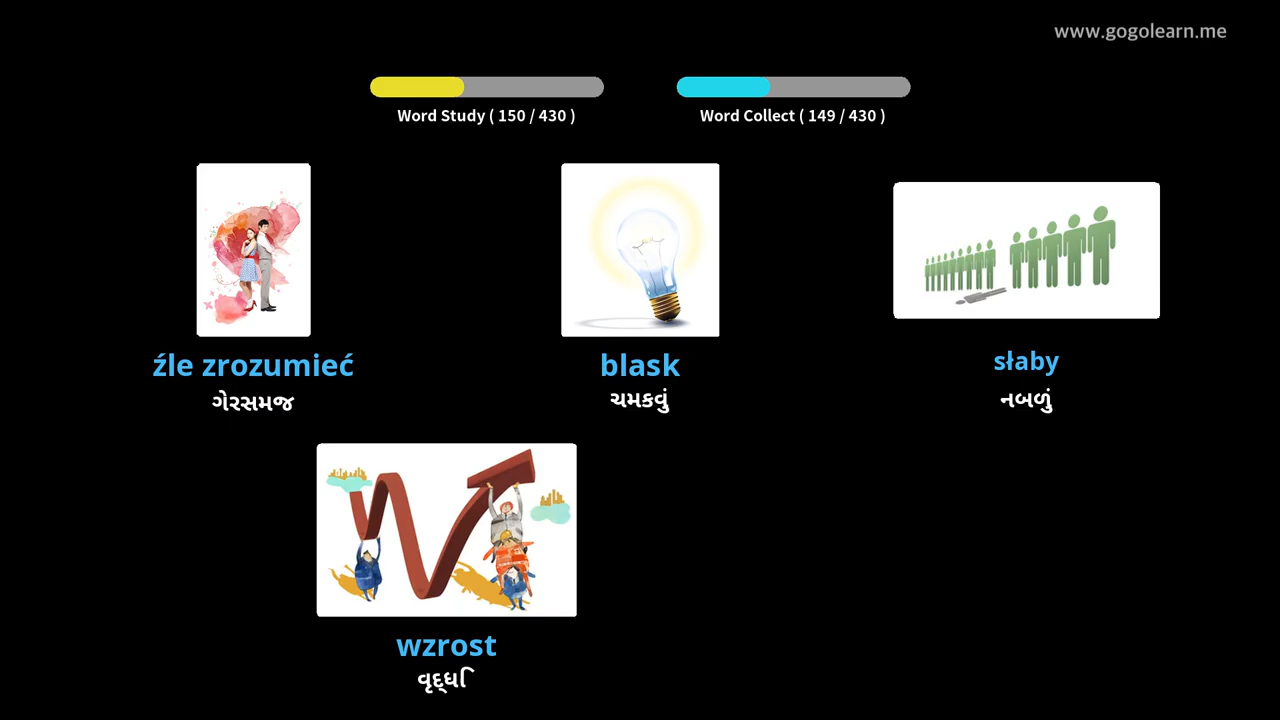 www.gogolearn.me
Word Study ( 150 / 430 )
Word Collect ( 149 / 430 )
źle zrozumieć
ગેરસમજ
blask
ચમકવું
słaby
નબળું
wzrost
વૃદ્ધિ